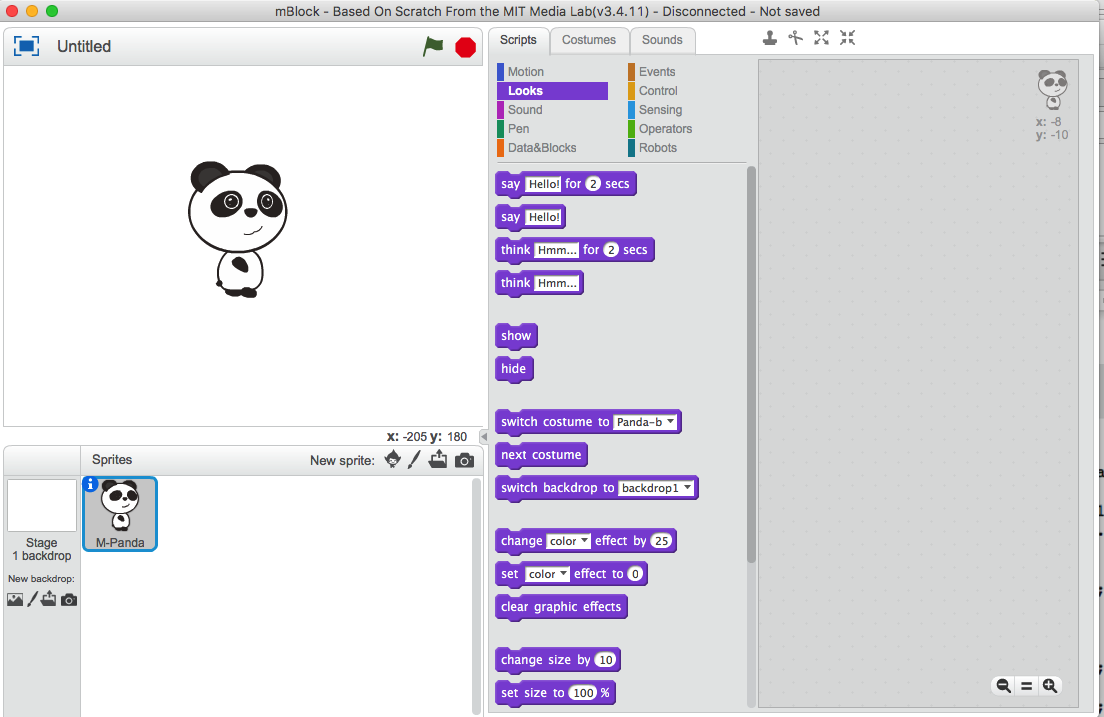 mBlock - Based On Scratch From the MIT Media Lab(v3.4.11) - Disconnected - Not saved
Untitled
Scripts
Costumes
Sounds
Motion
Events
Looks
Control
Sound
Sensing
Pen
Operators
Data&Blocks
Robots
x: -8
y: -10
say Hello! for 2 secs
say Hello!
think Hmm... for 2 secs
think Hmm...
show
hide
switch costume to Panda-b
next costume
switch backdrop to backdrop1
change color effect by 25
set color effect to 0
clear graphic effects
change size by 10
set size to 100 %
x: -205 y: 180
Sprites
New sprite:
Stage
1 backdrop
New backdrop:
M-Panda